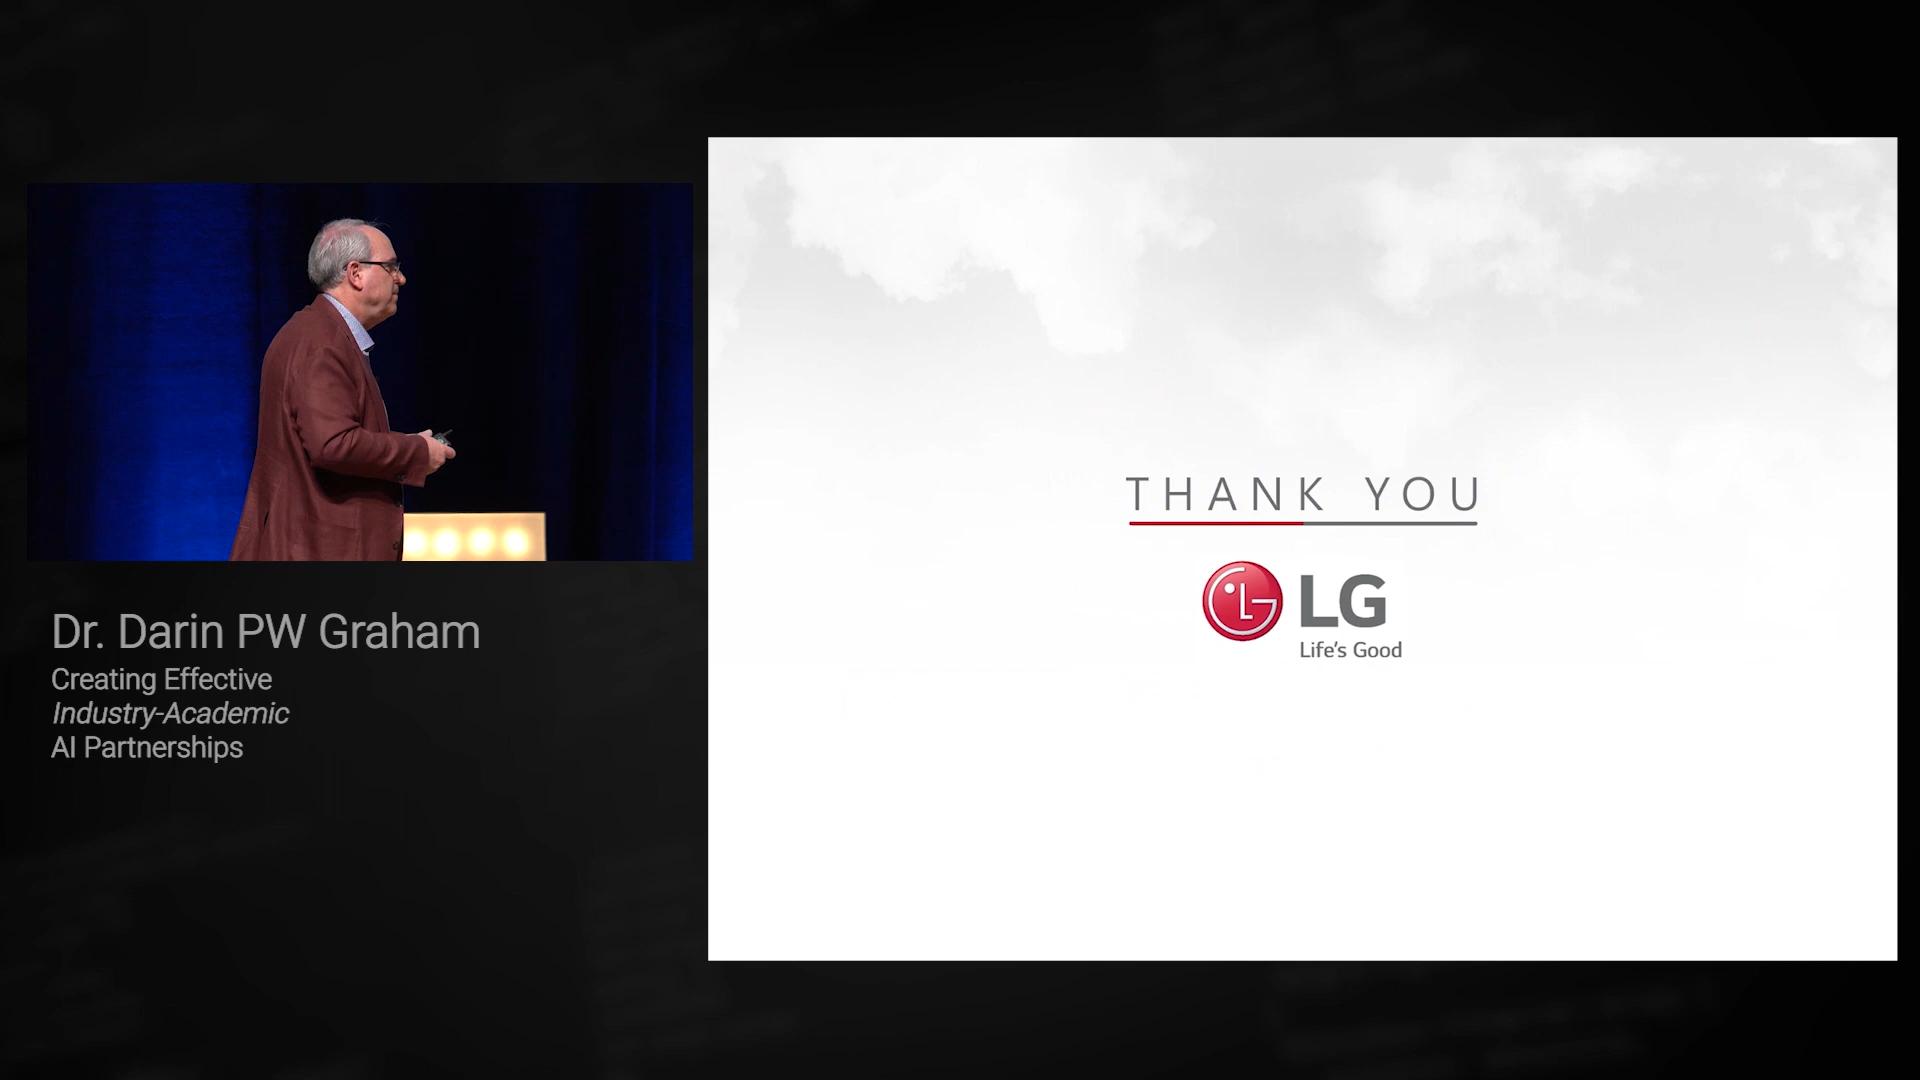 Dr. Darin PW Graham
Creating Effective
Industry-Academic
AI Partnerships
THANK YOU
LG
Life's Good